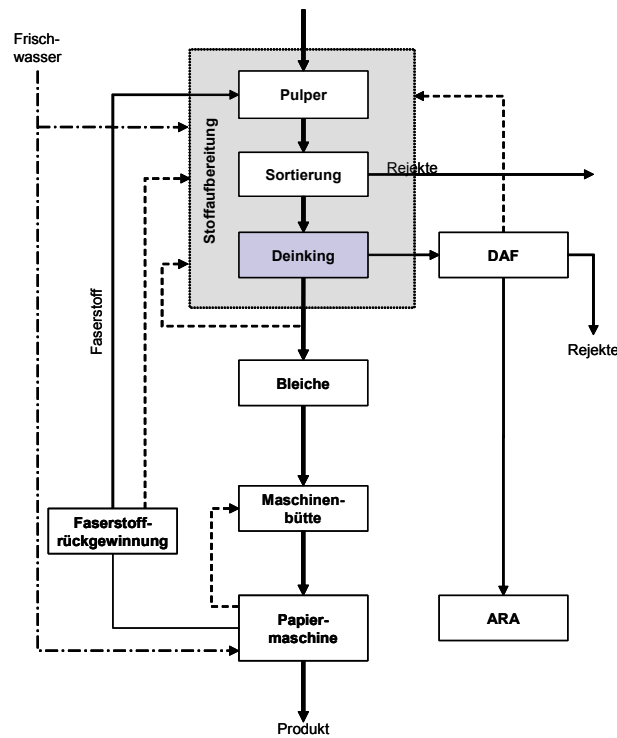 Frisch-
wasser
Pulper
Stoffaufbereitung
Sortierung
Rejekte
Deinking
DAF
Faserstoff
Rejekte
Bleiche
Maschinen-
bütte
Faserstoff-
rückgewinnung
Papier-
maschine
ARA
Produkt